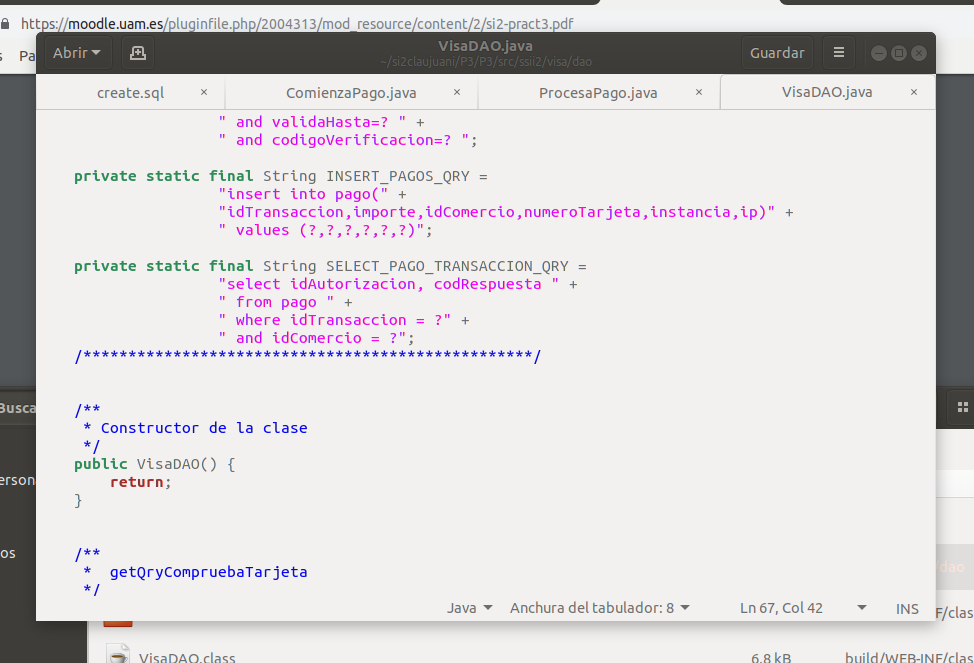 https://moodle.uam.es/pluginfile.php/2004313/mod_resource/content/2/si2-pract3.pdf
s Pa
Abrir
VisaDAO.java
~/si2claujuani/P3/P3/src/ssii2/visa/dao
Guardar
create.sql ×
ComienzaPago.java ×
ProcesaPago.java ×
VisaDAO.java ×
" and validaHasta=? " +
" and codigoVerificacion=? ";
private static final String INSERT_PAGOS_QRY =
"insert into pago(" +
"idTransaccion,importe,idComercio,numeroTarjeta,instancia,ip)" +
" values (?,?,?,?,?,?)";
private static final String SELECT_PAGO_TRANSACCION_QRY =
"select idAutorizacion, codRespuesta " +
" from pago " +
" where idTransaccion = ?" +
" and idComercio = ?";
/**************************************************/
/**
* Constructor de la clase
*/
public VisaDAO() {
return;
}
/**
* getQryCompruebaTarjeta
*/
Java Anchura del tabulador: 8 Ln 67, Col 42 INS
Busca
erson
os
/dao
F/clas
VisaDAO.class 6,8 kB build/WEB-INF/clas